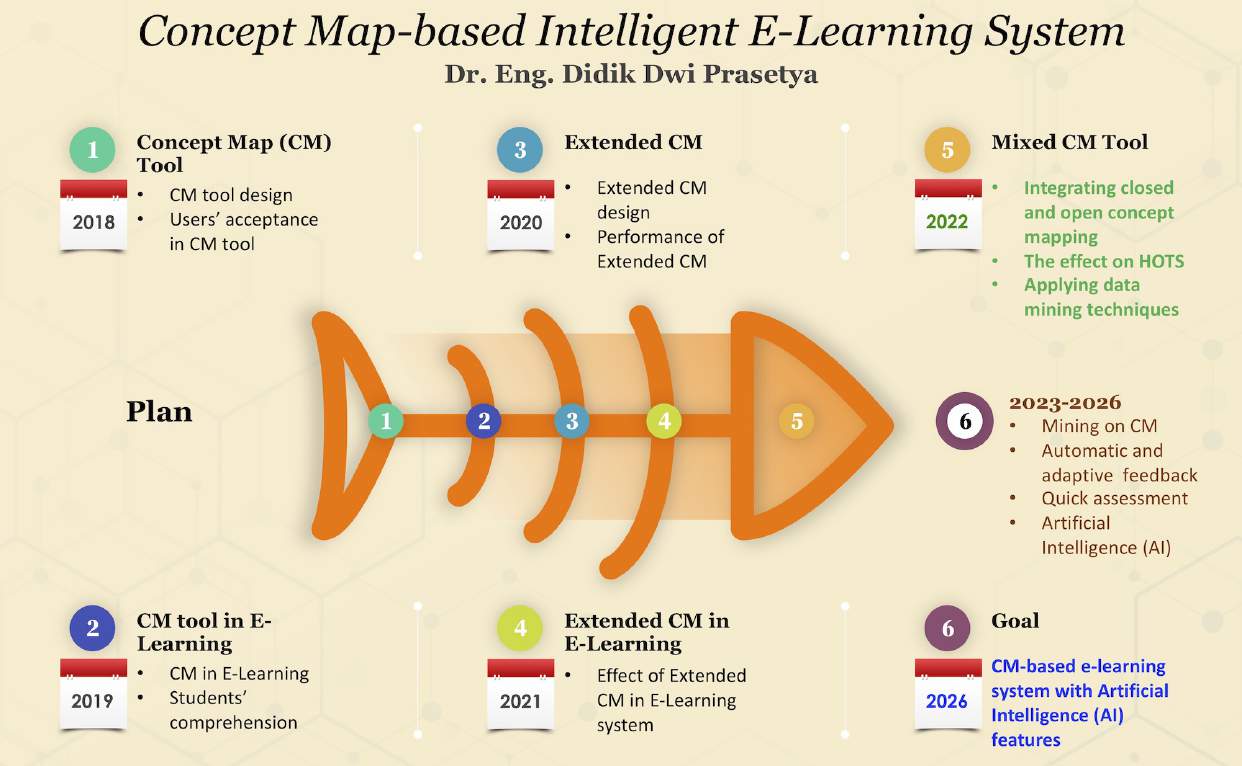 Concept Map-based Intelligent E-Learning System
Dr. Eng. Didik Dwi Prasetya
1
Concept Map (CM)
Tool
2018
• CM tool design
• Users' acceptance
in CM tool
3
Extended CM
2020
• Extended CM
design
• Performance of
Extended CM
5
Mixed CM Tool
2022
• Integrating closed
and open concept
mapping
• The effect on HOTS
• Applying data
mining techniques
Plan
1
2
3
4
5
6
2023-2026
• Mining on CM
• Automatic and
adaptive feedback
• Quick assessment
• Artificial
Intelligence (AI)
2
CM tool in E-
Learning
2019
• CM in E-Learning
• Students'
comprehension
4
Extended CM in
E-Learning
2021
• Effect of Extended
CM in E-Learning
system
6
Goal
2026
CM-based e-learning
system with Artificial
Intelligence (AI)
features